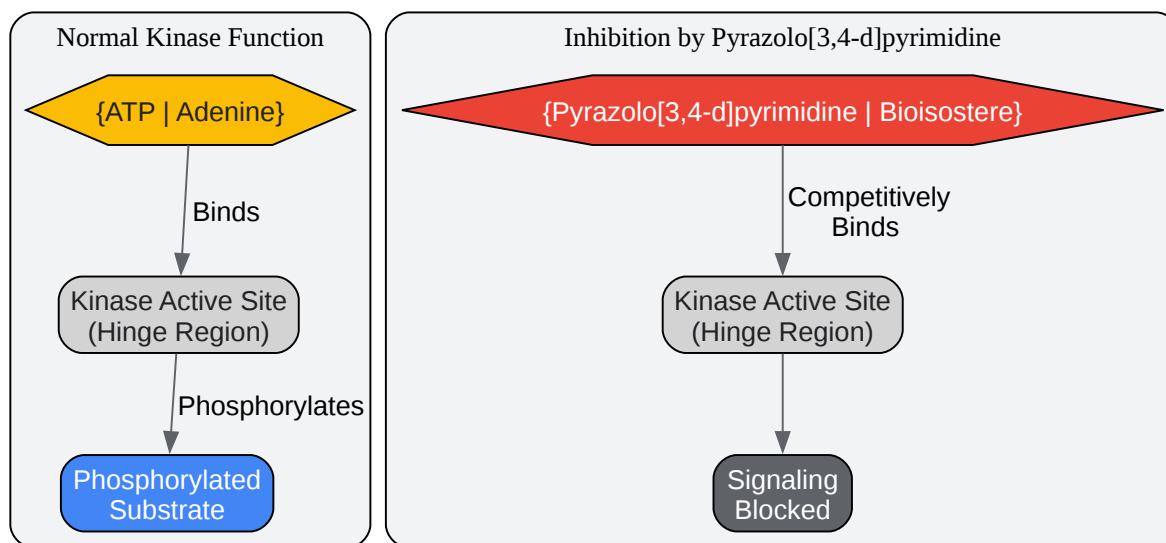 Normal Kinase Function
{ATP | Adenine}
Binds
Kinase Active Site
(Hinge Region)
Phosphorylates
Phosphorylated
Substrate
Inhibition by Pyrazolo[3,4-d]pyrimidine
{Pyrazolo[3,4-d]pyrimidine | Bioisostere}
Competitively
Binds
Kinase Active Site
(Hinge Region)
Signaling
Blocked